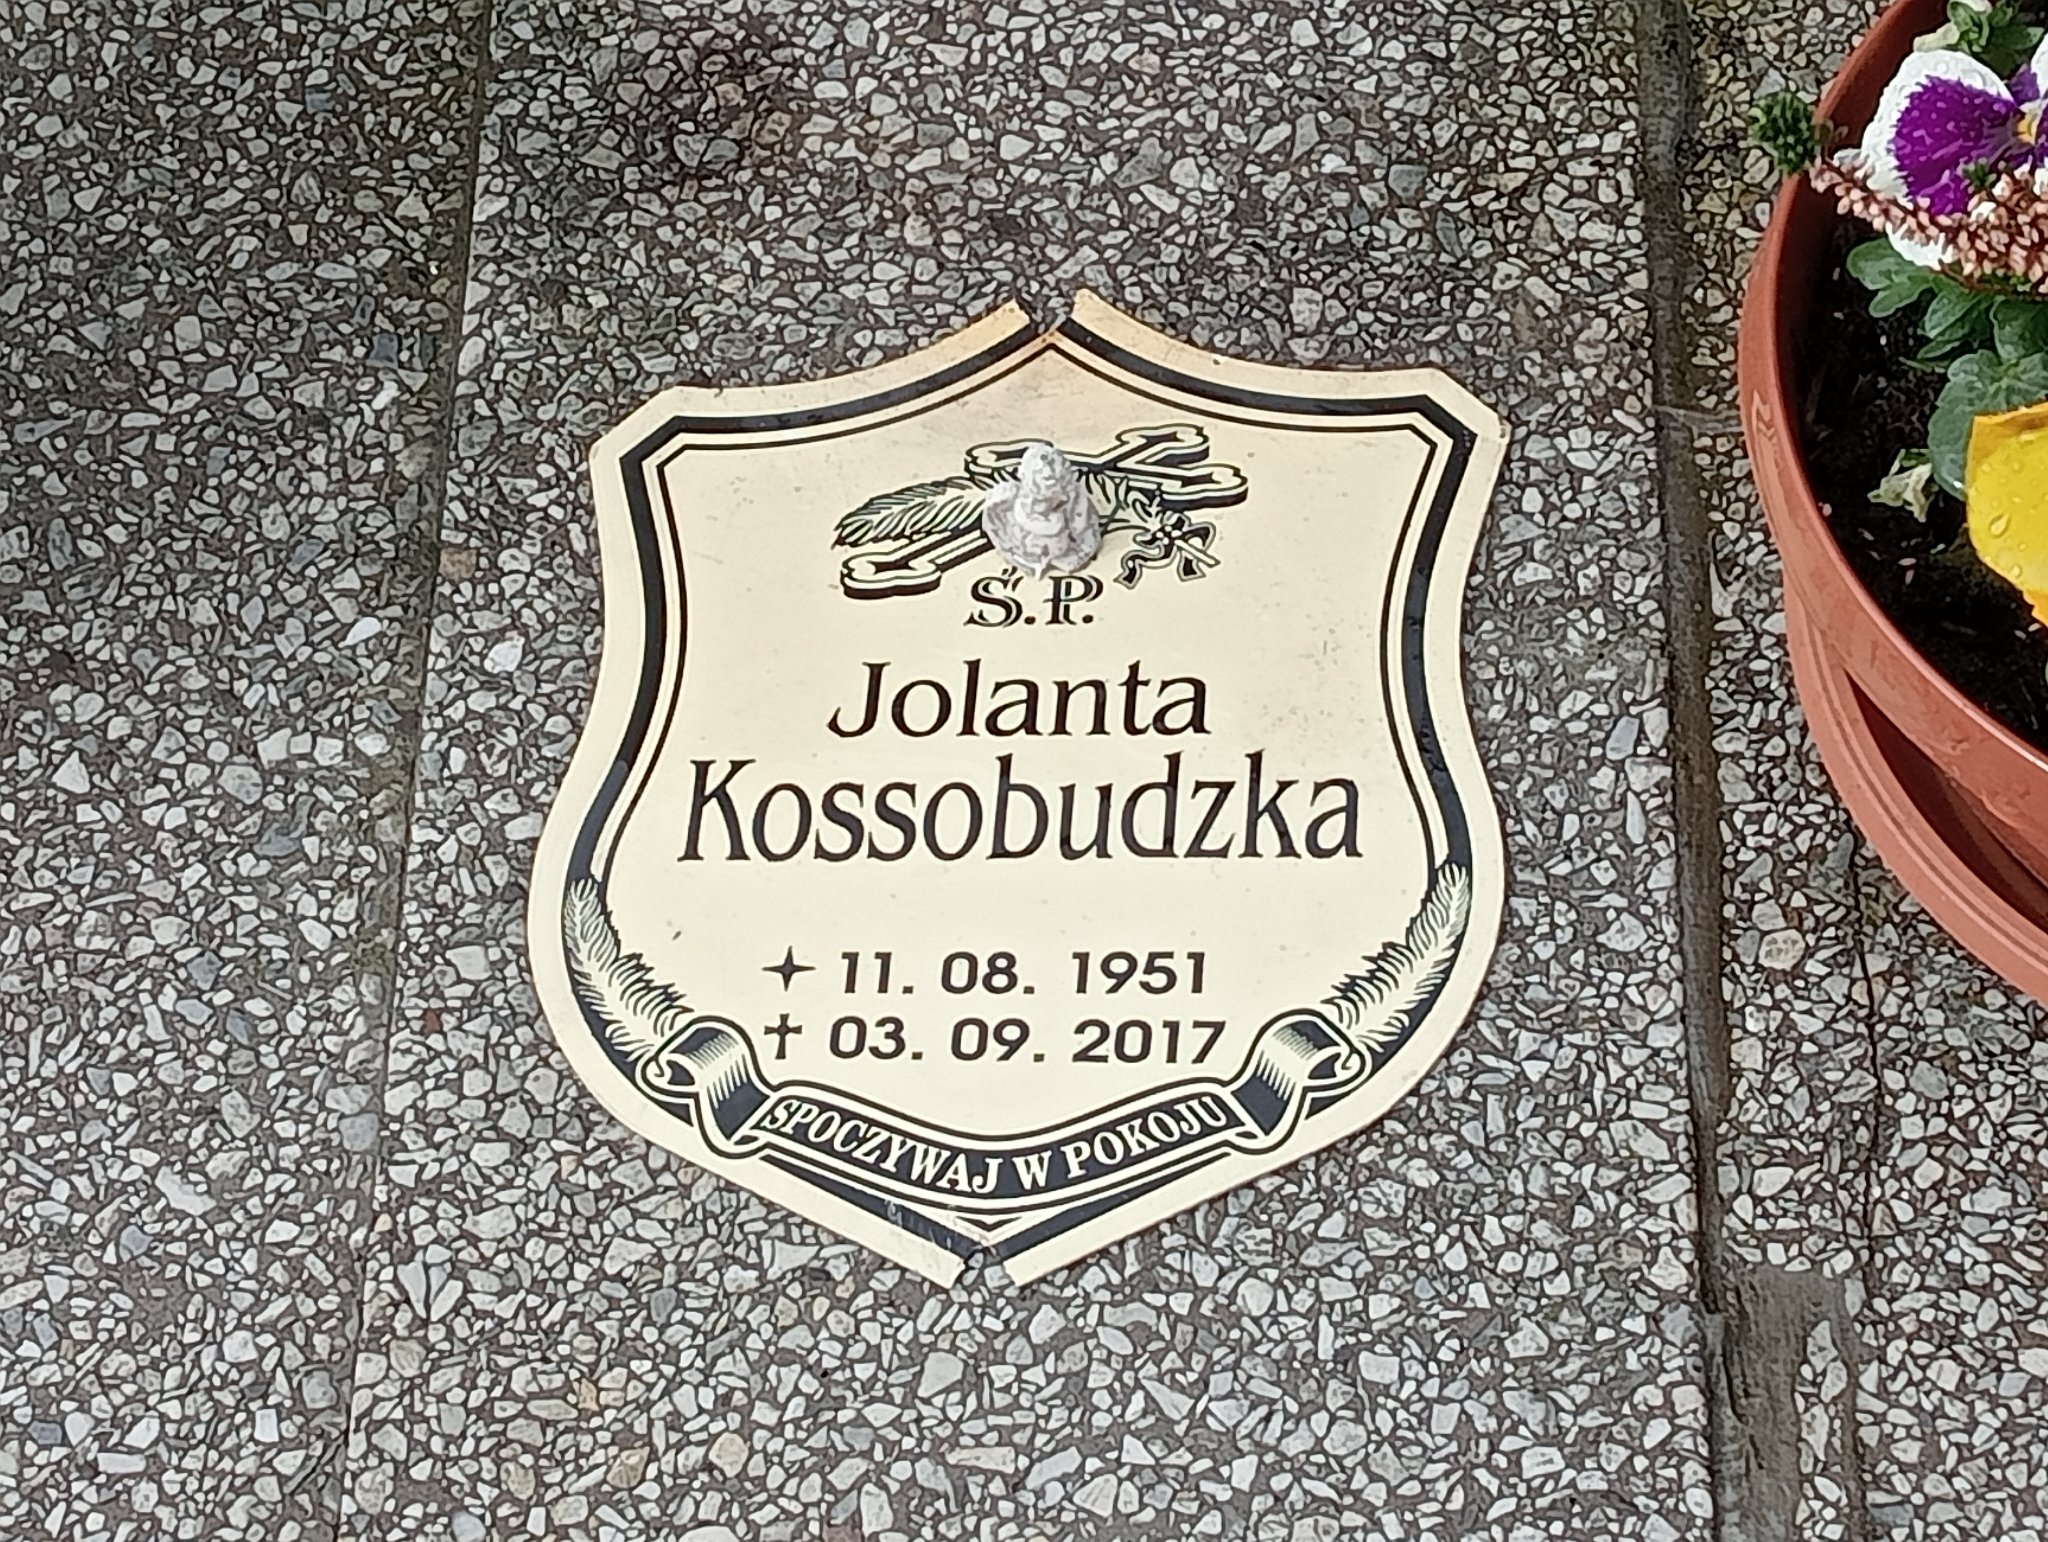 Ś.P.
Jolanta
Kossobudzka
11. 08. 1951
03. 09. 2017
SPOCZYWAJ W POKOJU